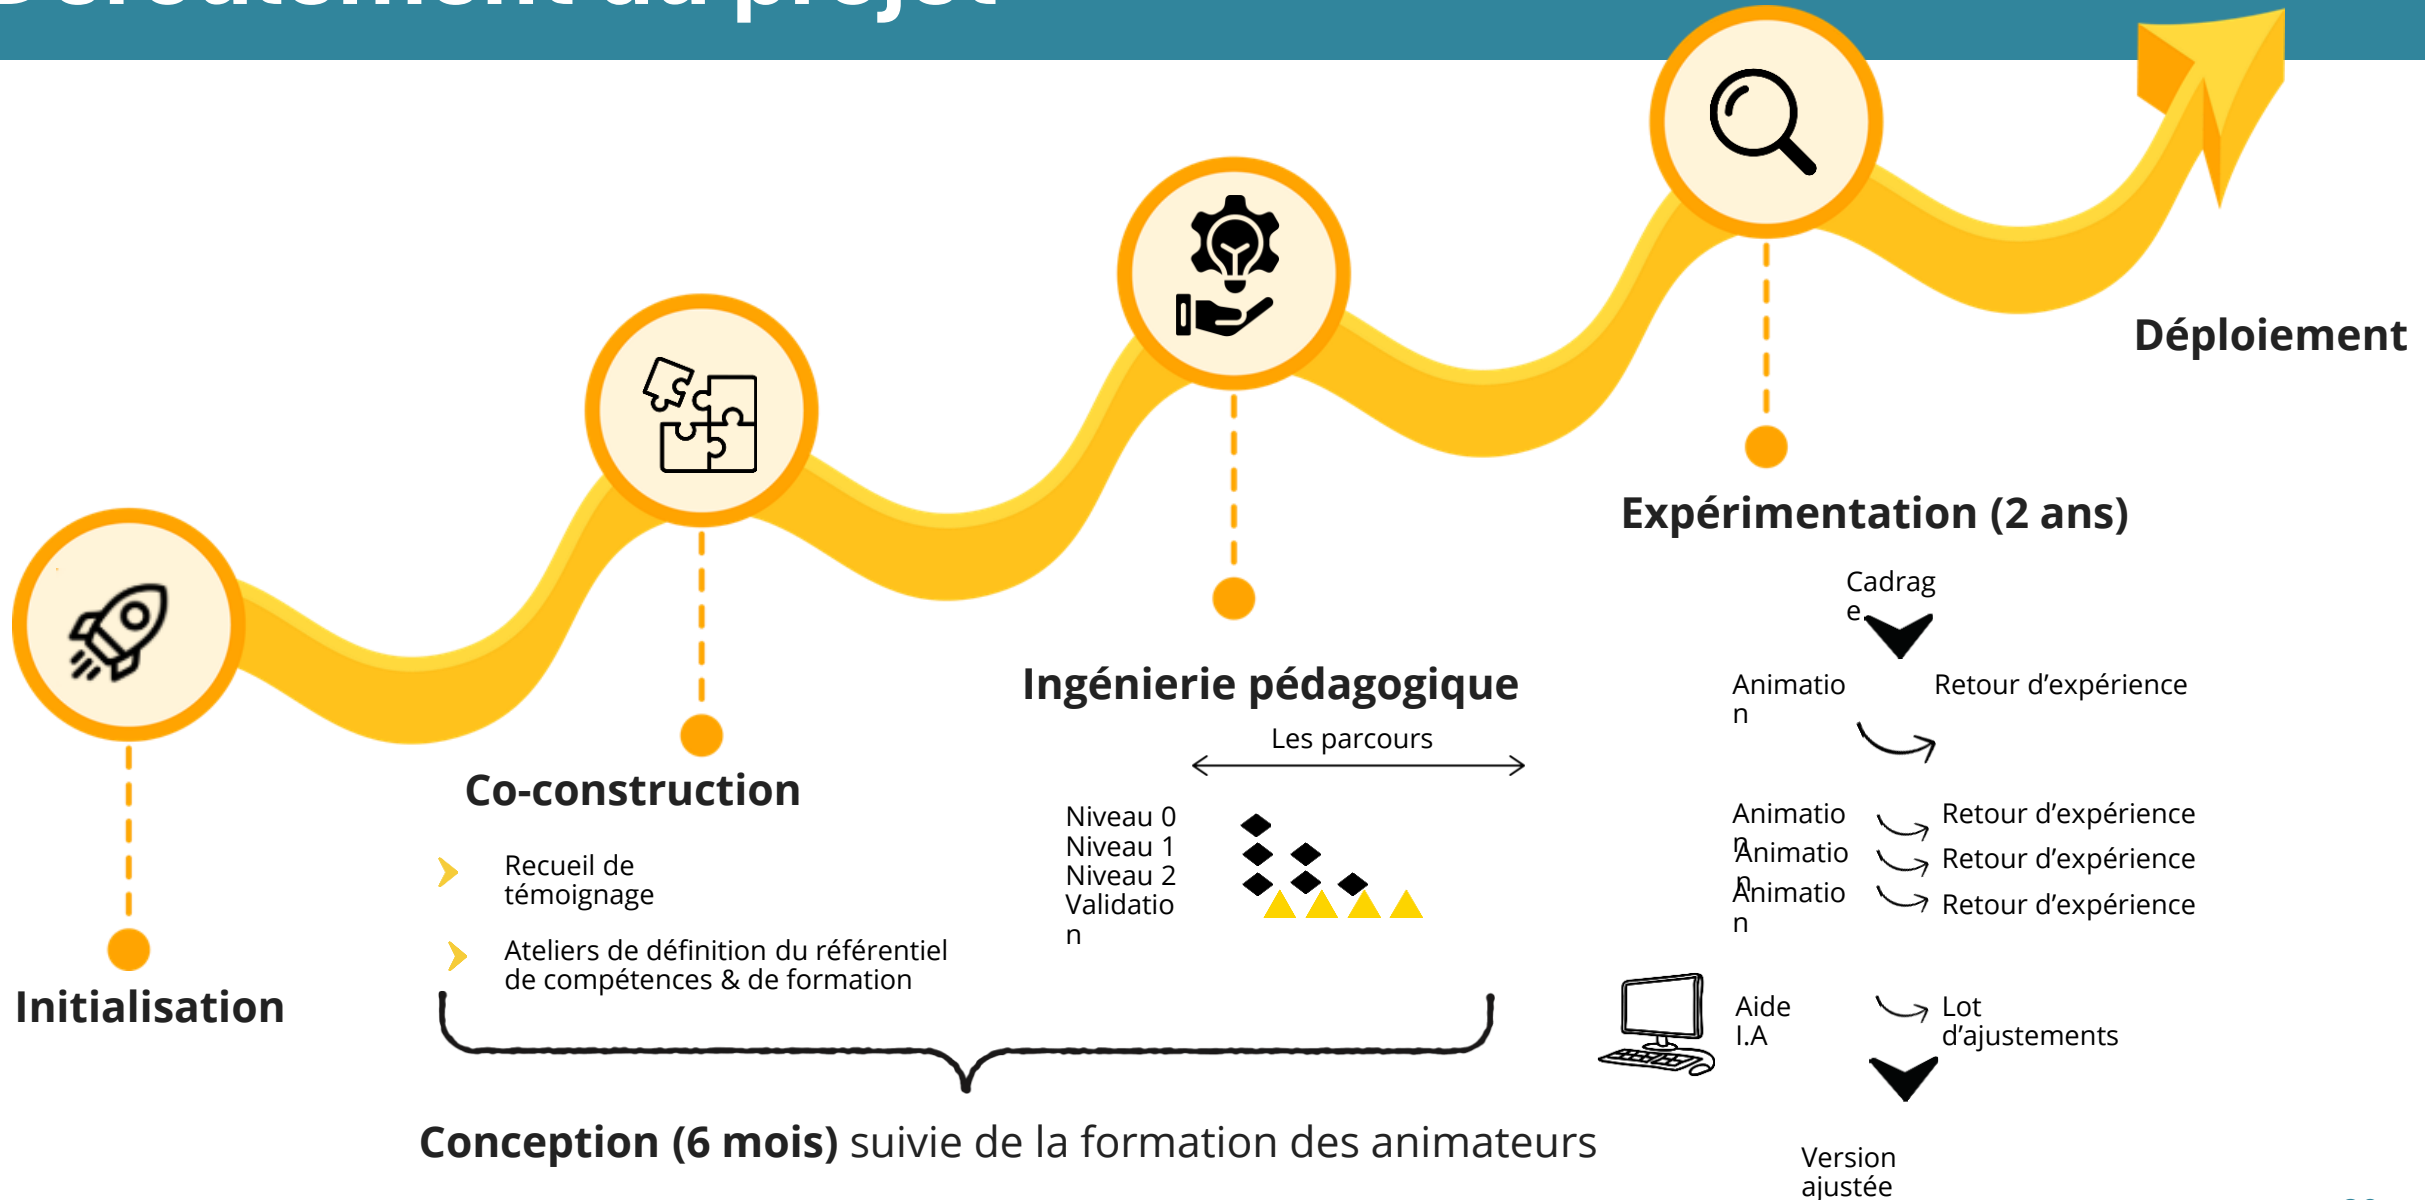 Déroulement du projet
Déploiement
Expérimentation (2 ans)
Cadrag
e
Animatio
n
Retour d’expérience
Animatio
n
Retour d’expérience
Animatio
n
Retour d’expérience
Animatio
n
Retour d’expérience
Aide
I.A
Lot
d’ajustements
Version
ajustée
Ingénierie pédagogique
Les parcours
Niveau 0
Niveau 1
Niveau 2
Validatio
n
Co-construction
Recueil de
témoignage
Ateliers de définition du référentiel
de compétences & de formation
Initialisation
Conception (6 mois) suivie de la formation des animateurs